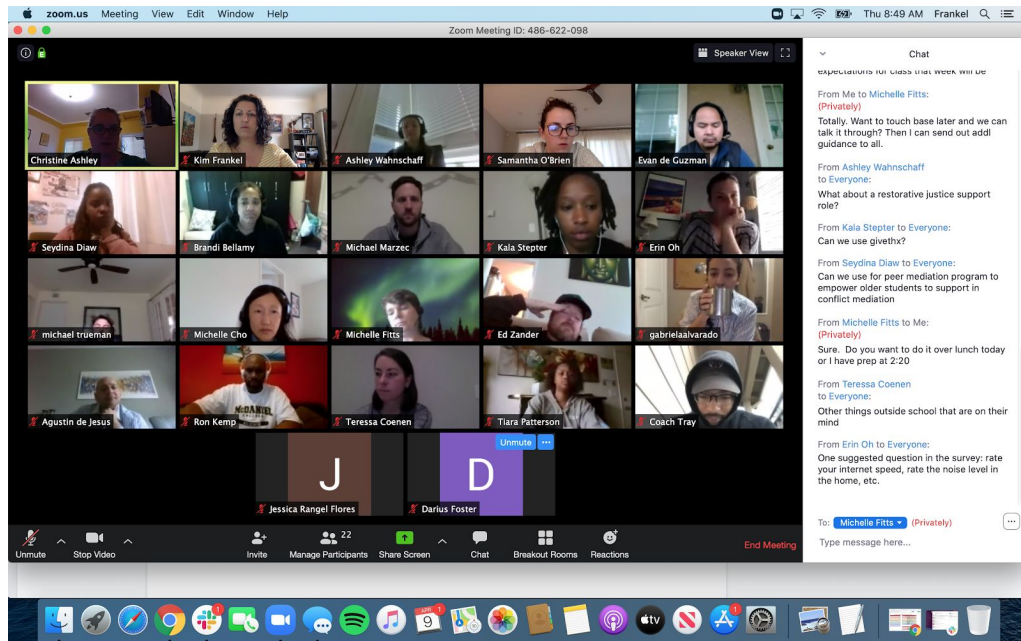 zoom.us Meeting View Edit Window Help
Thu 8:49 AM Frankel
Zoom Meeting ID: 486-622-098
Speaker View
Christine Ashley
Kim Frankel
Ashley Wahnschaff
Samantha O'Brien
Evan de Guzman
Seydina Diaw
Brandi Bellamy
Michael Marzec
Kala Stepter
Erin Oh
michael trueman
Michelle Cho
Michelle Fitts
Ed Zander
gabrielaalvarado
Agustin de Jesus
McDANIEL
Ron Kemp
Teressa Coenen
Tiara Patterson
Coach Tray
J
Jessica Rangel Flores
Unmute
D
Darius Foster
Unmute
Stop Video
Invite
22
Manage Participants
Share Screen
Chat
Breakout Rooms
Reactions
End Meeting
Chat
expectations for class that week will be
From Me to Michelle Fitts:
(Privately)
Totally. Want to touch base later and we can
talk it through? Then I can send out addl
guidance to all.
From Ashley Wahnschaff
to Everyone:
What about a restorative justice support
role?
From Kala Stepter to Everyone:
Can we use givethx?
From Seydina Diaw to Everyone:
Can we use for peer mediation program to
empower older students to support in
conflict mediation
From Michelle Fitts to Me:
(Privately)
Sure. Do you want to do it over lunch today
or I have prep at 2:20
From Teressa Coenen
to Everyone:
Other things outside school that are on their
mind
From Erin Oh to Everyone:
One suggested question in the survey: rate
your internet speed, rate the noise level in
the home, etc.
To: Michelle Fitts (Privately)
Type message here...
1
APR
9
1
tv
1